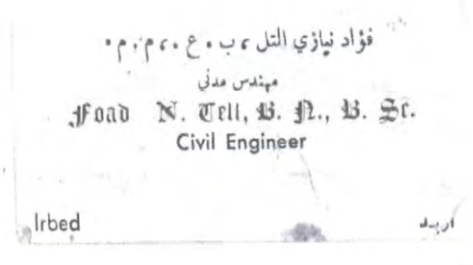 فؤاد نيازي التل ، ب . ع . ، م . م .
مهندس مدني
Foad N. Tell, B. N., B. Sc.
Civil Engineer
Irbed اربد